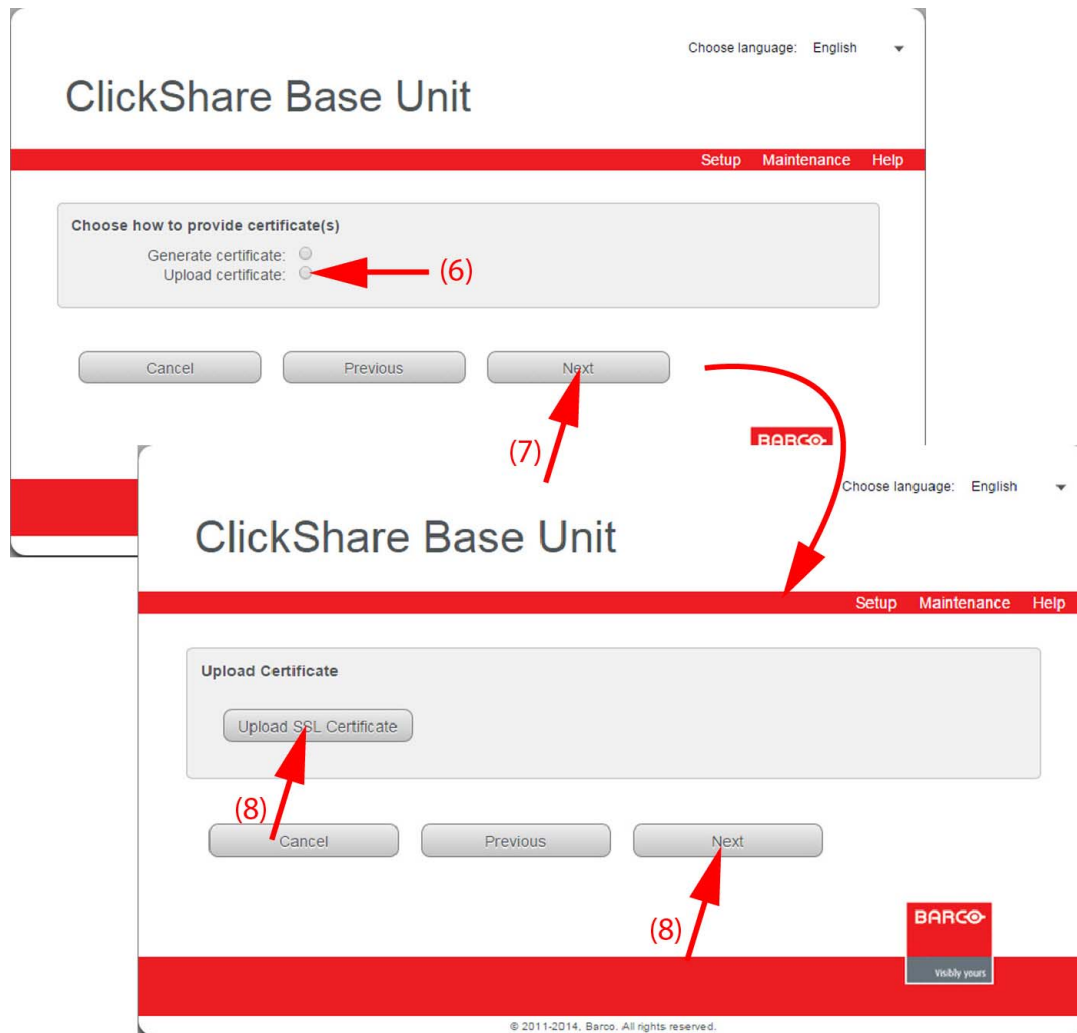 Choose language: English
ClickShare Base Unit
Setup Maintenance Help
Choose how to provide certificate(s)
Generate certificate:
Upload certificate:
(6)
Cancel Previous Next
(7)
BARCO
Choose language: English
ClickShare Base Unit
Setup Maintenance Help
Upload Certificate
Upload SSL Certificate
(8)
Cancel Previous Next
(8)
BARCO
Visibly yours
© 2011-2014, Barco. All rights reserved.